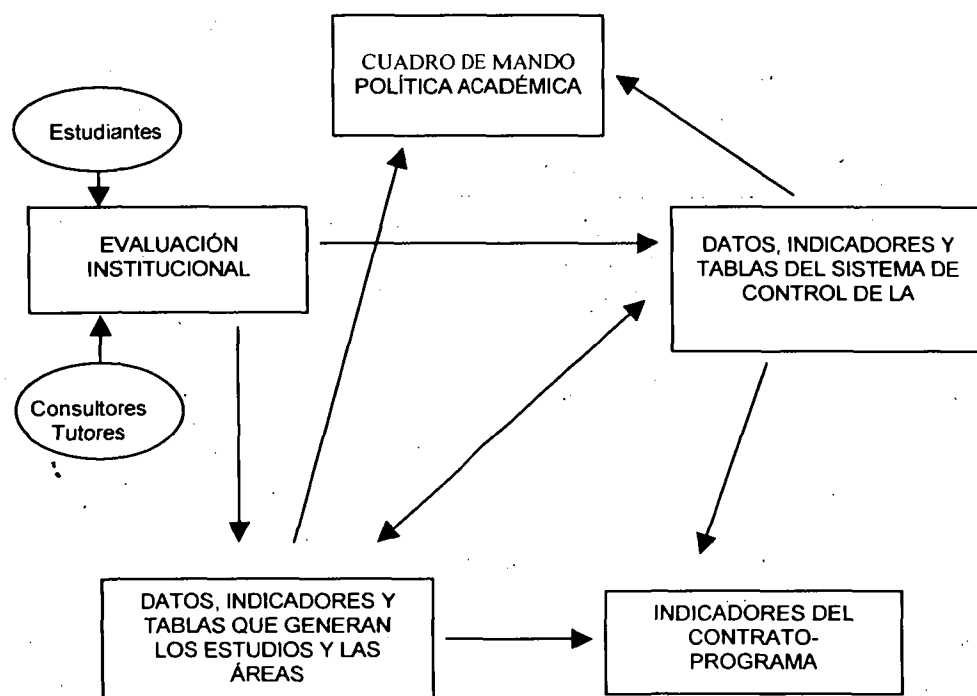 CUADRO DE MANDO
POLÍTICA ACADÉMICA
Estudiantes
EVALUACIÓN
INSTITUCIONAL
DATOS, INDICADORES Y
TABLAS DEL SISTEMA DE
CONTROL DE LA
Consultores
Tutores
DATOS, INDICADORES Y
TABLAS QUE GENERAN
LOS ESTUDIOS Y LAS
ÁREAS
INDICADORES DEL
CONTRATO-
PROGRAMA